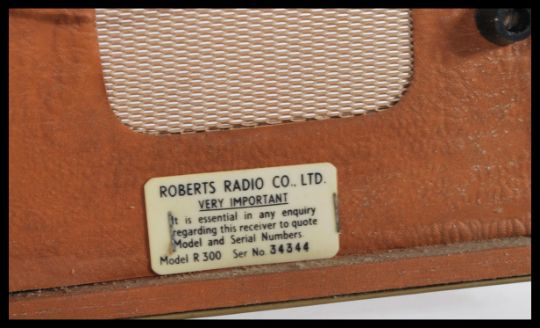 ROBERTS RADIO CO., LTD.
VERY IMPORTANT
It is essential in any enquiry
regarding this receiver to quote
Model and Serial Numbers.
Model R 300 Ser No. 34344